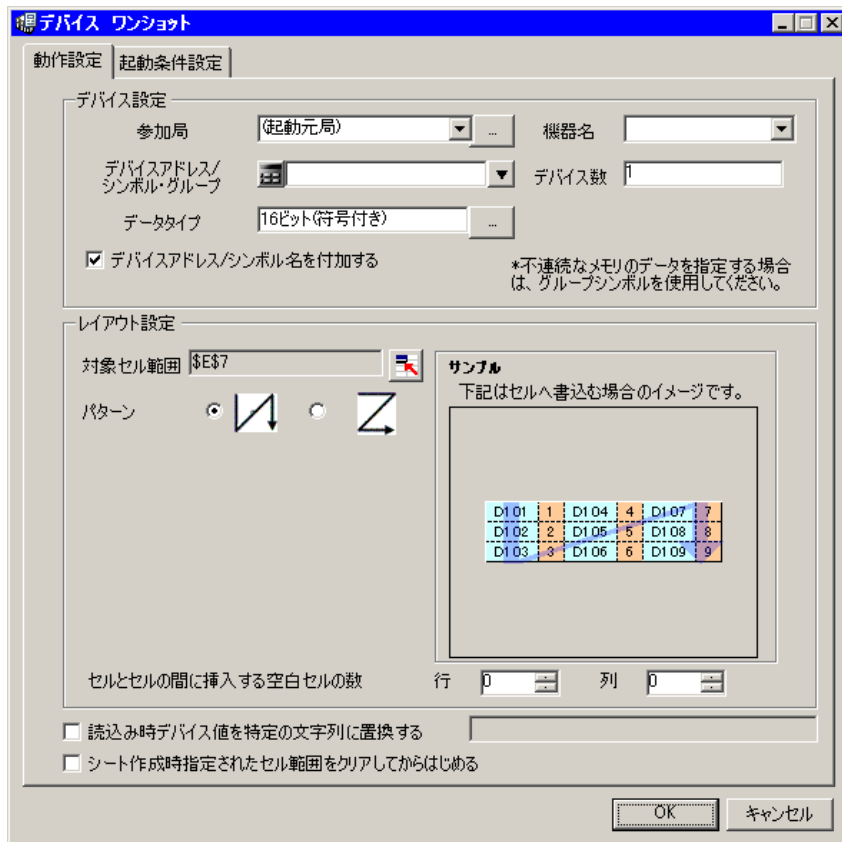 デバイス ワンショット
動作設定 起動条件設定
デバイス設定
参加局 (起動元局) ... 機器名
デバイスアドレス/
シンボル・グループ デバイス数 1
データタイプ 16ビット(符号付き) ...
デバイスアドレス/シンボル名を付加する
*不連続なメモリのデータを指定する場合
は、グループシンボルを使用してください。
レイアウト設定
対象セル範囲 $E$7
サンプル
下記はセルへ書込む場合のイメージです。
パターン
D101 1 D104 4 D107 7
D102 2 D105 5 D108 8
D103 3 D106 6 D109 9
セルとセルの間に挿入する空白セルの数 行 0 列 0
読込み時デバイス値を特定の文字列に置換する
シート作成時指定されたセル範囲をクリアしてからはじめる
OK キャンセル